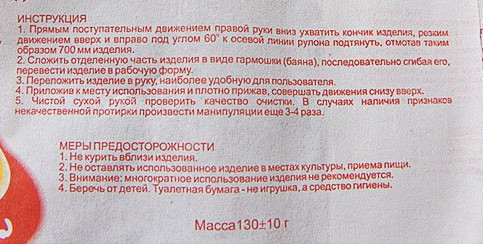 ИНСТРУКЦИЯ
1. Прямым поступательным движением правой руки вниз ухватить кончик изделия, резким
движением вверх и вправо под углом 60° к осевой линии рулона подтянуть, отмотав таким
образом 700 мм изделия.
2. Сложить отделенную часть изделия в виде гармошки (баяна), последовательно сгибая его,
перевести изделие в рабочую форму.
3. Переложить изделие в руку, наиболее удобную для пользователя.
4. Приложив к месту использования и плотно прижав, совершать движения снизу вверх.
5. Чистой сухой рукой проверить качество очистки. В случаях наличия признаков
некачественной протирки произвести манипуляции еще 3-4 раза.
МЕРЫ ПРЕДОСТОРОЖНОСТИ
1. Не курить вблизи изделия.
2. Не оставлять использованное изделие в местах культуры, приема пищи.
3. Внимание: многократное использование изделия не рекомендуется.
4. Беречь от детей. Туалетная бумага - не игрушка, а средство гигиены.
Масса130±10 г